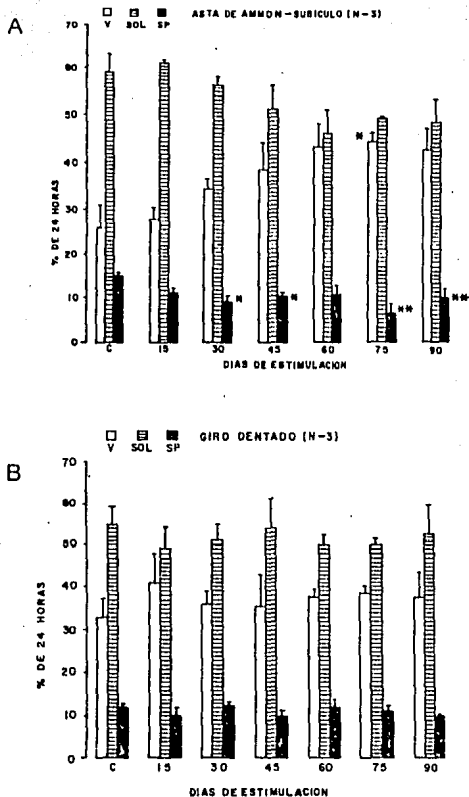 A
ASTA DE AMMON-SUBICULO (N-3)
V SOL SP
% DE 24 HORAS
70
60
50
40
30
20
10
0
* * * ** **
C 15 30 45 60 75 90
DIAS DE ESTIMULACION
B
GIRO DENTADO (N-3)
V SOL SP
% DE 24 HORAS
70
60
50
40
30
20
10
0
C 15 30 45 60 75 90
DIAS DE ESTIMULACION